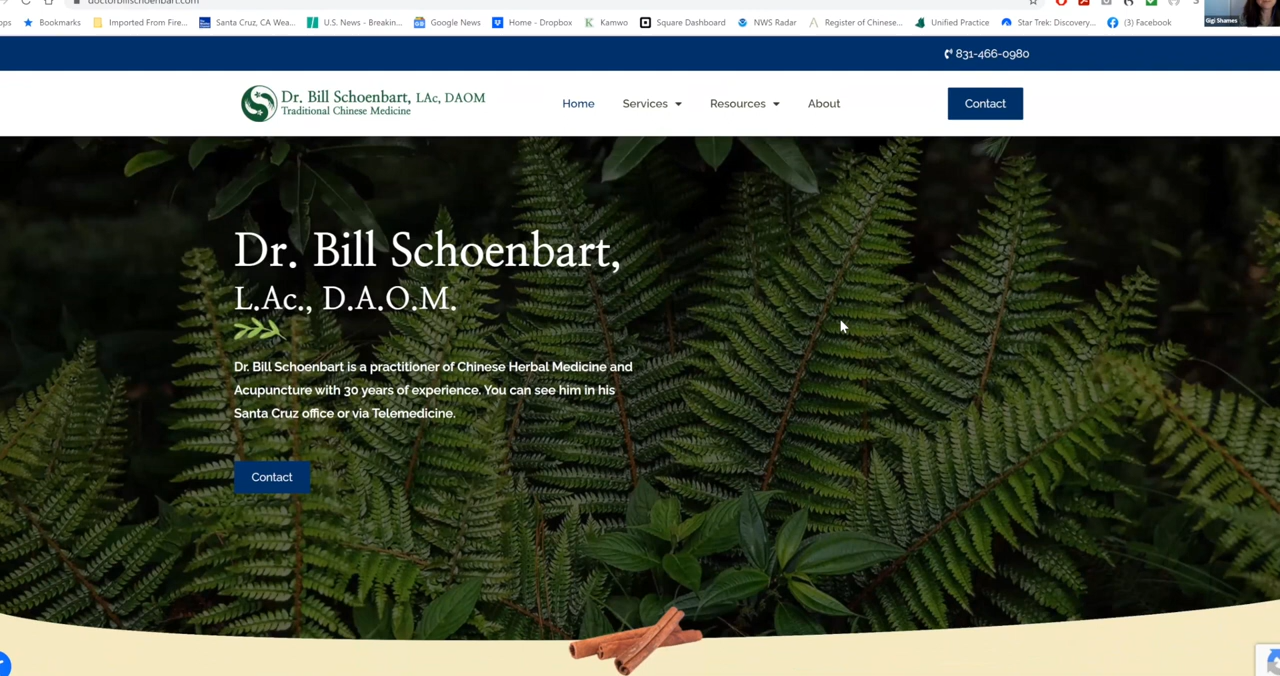 doctorbillschoenbart.com
Bookmarks Imported From Fire... Santa Cruz, CA Wea... U.S. News – Breakin... Google News Home - Dropbox Kamwo Square Dashboard NWS Radar Register of Chinese... Unified Practice Star Trek: Discovery... (3) Facebook
Gigi Shames
831-466-0980
Dr. Bill Schoenbart, LAc, DAOM
Traditional Chinese Medicine
Home Services Resources About Contact
Dr. Bill Schoenbart,
L.Ac., D.A.O.M.
Dr. Bill Schoenbart is a practitioner of Chinese Herbal Medicine and
Acupuncture with 30 years of experience. You can see him in his
Santa Cruz office or via Telemedicine.
Contact